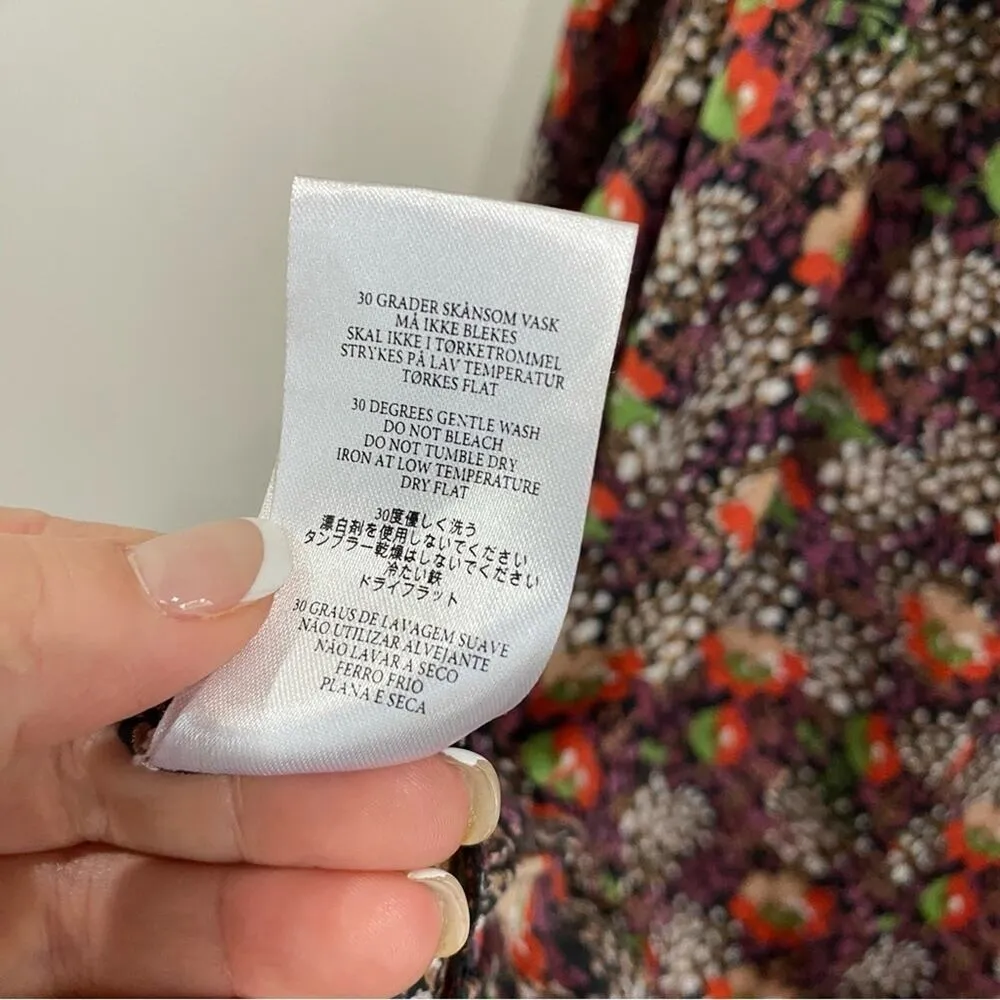 30 GRADER SKÅNSOM VASK
MÅ IKKE BLEKES
SKAL IKKE I TØRKETROMMEL
STRYKES PÅ LAV TEMPERATUR
TØRKES FLAT
30 DEGREES GENTLE WASH
DO NOT BLEACH
DO NOT TUMBLE DRY
IRON AT LOW TEMPERATURE
DRY FLAT
30度優しく洗う
漂白剤を使用しないでください
タンブラー乾燥はしないでください
冷たい鉄
ドライフラット
30 GRAUS DE LAVAGEM SUAVE
NÃO UTILIZAR ALVEJANTE
NÃO LAVAR A SECO
FERRO FRIO
PLANA E SECA